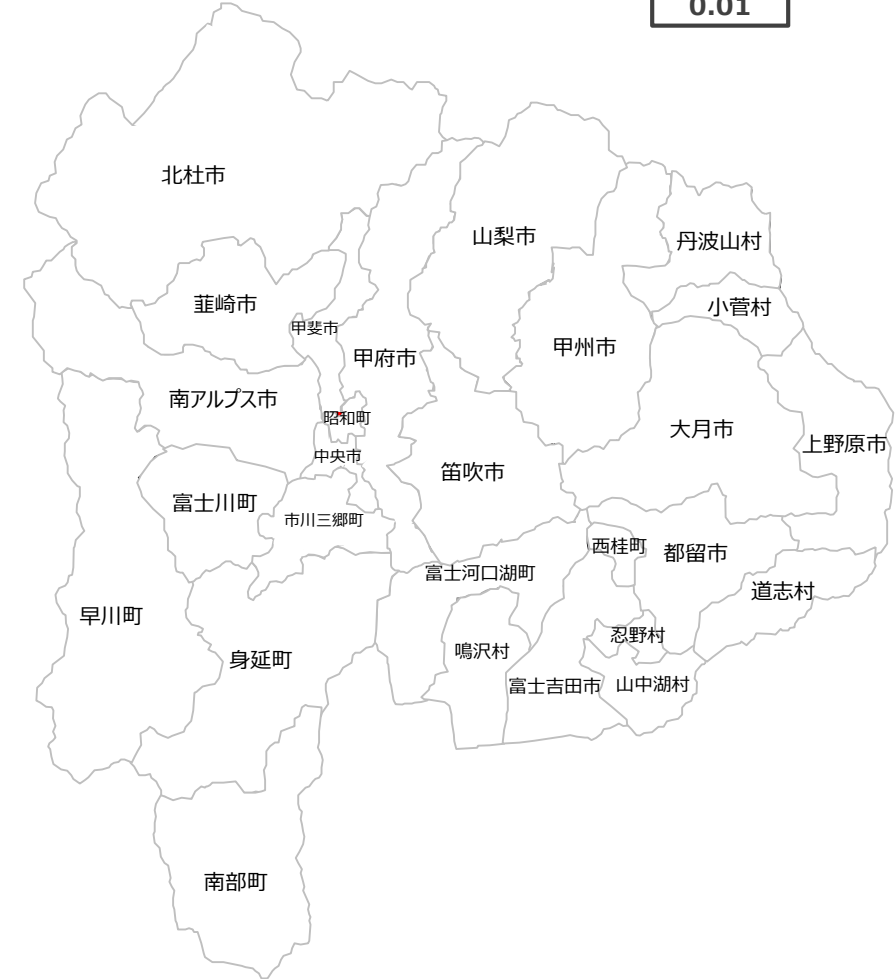 0.01
北杜市
山梨市
丹波山村
韮崎市
小菅村
甲斐市
甲府市
甲州市
南アルプス市
昭和町
大月市
上野原市
中央市
笛吹市
富士川町
市川三郷町
西桂町
都留市
富士河口湖町
道志村
早川町
忍野村
身延町
鳴沢村
富士吉田市
山中湖村
南部町